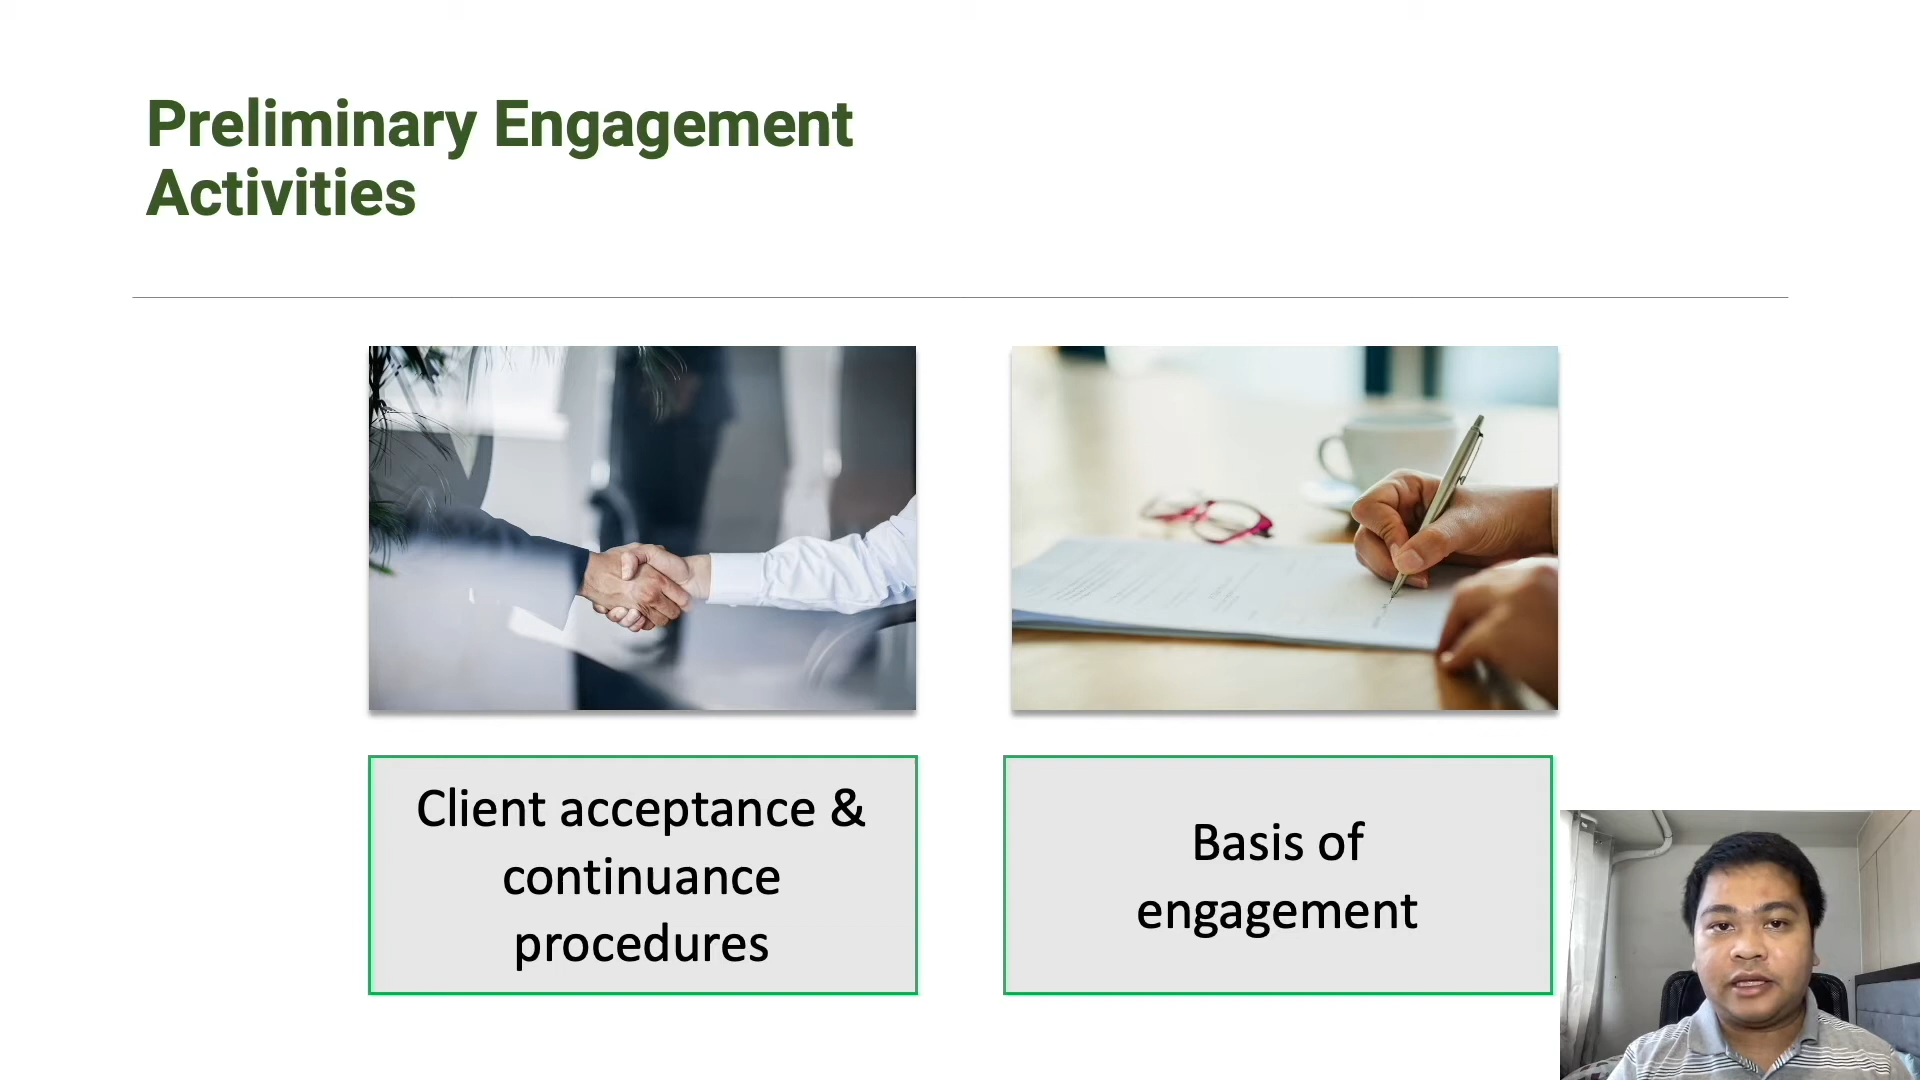 Preliminary Engagement
Activities
Client acceptance &
continuance
procedures
Basis of
engagement